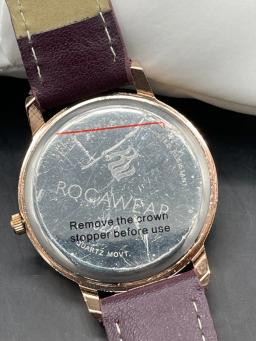 ROCAWEAR
Remove the crown
stopper before use
QUARTZ MOVT.